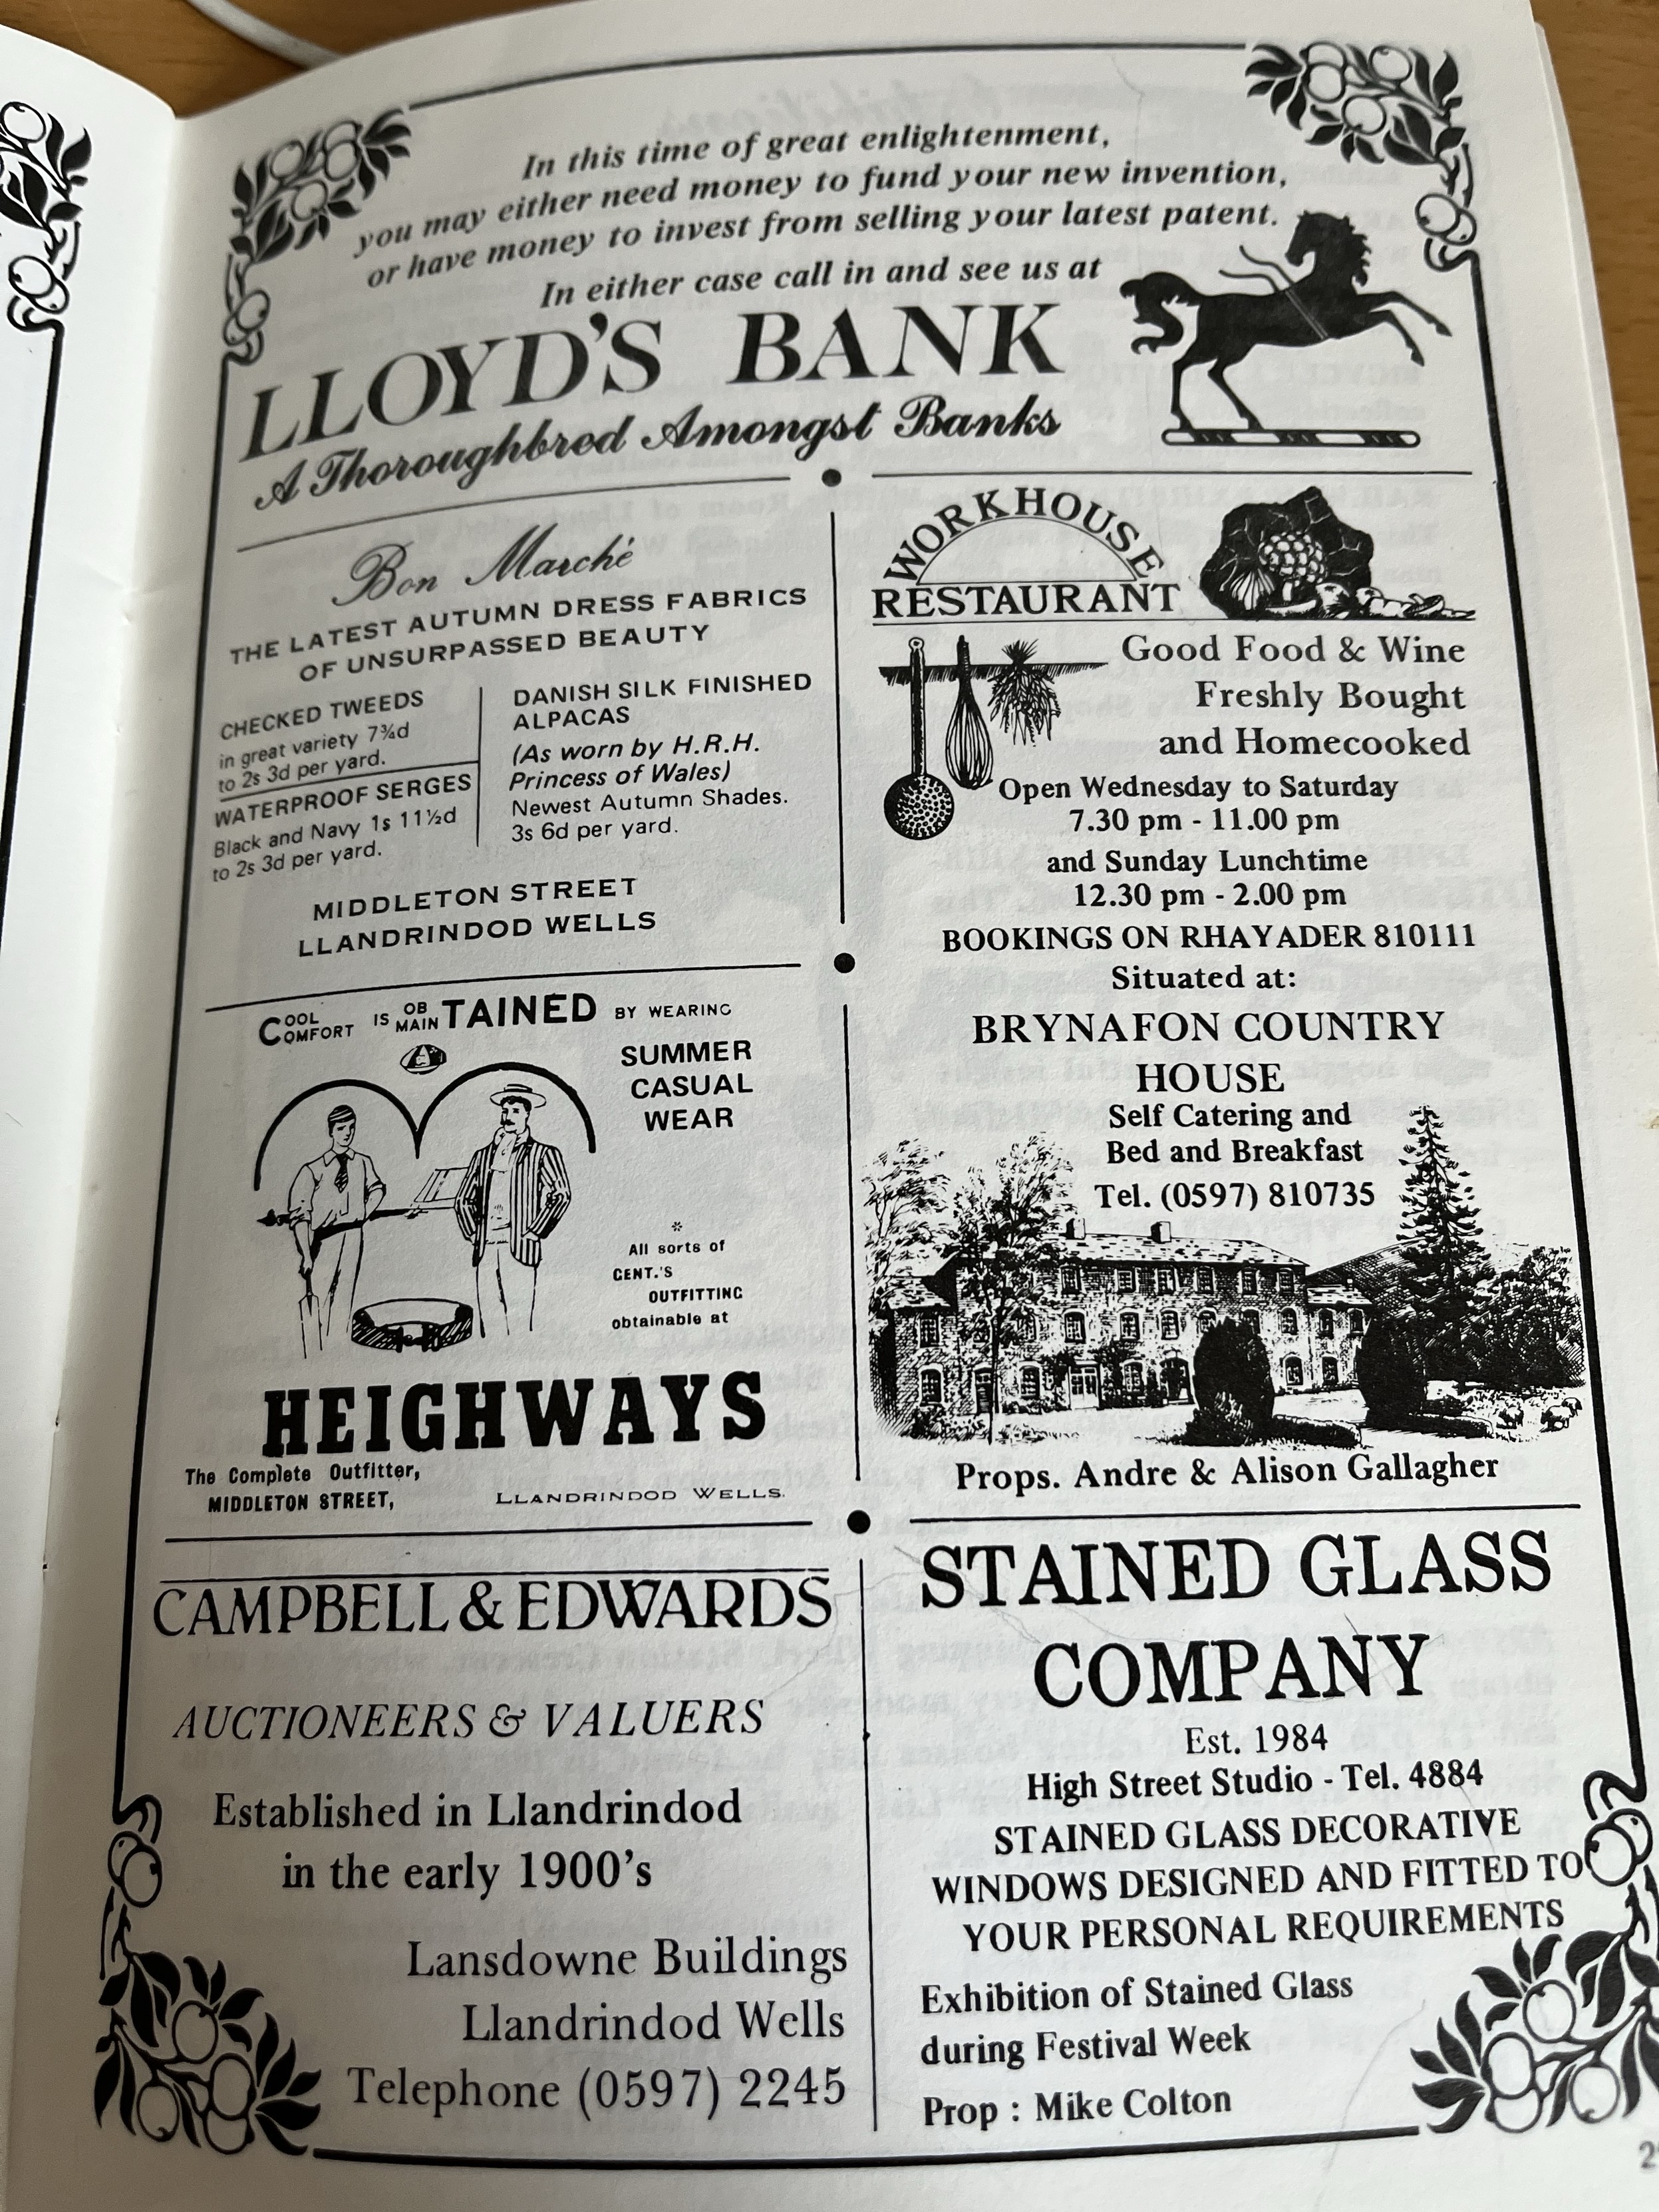 In this time of great enlightenment,
you may either need money to fund your new invention,
or have money to invest from selling your latest patent.
In either case call in and see us at
LLOYD'S BANK
A Thoroughbred Amongst Banks
Bon Marché
THE LATEST AUTUMN DRESS FABRICS
OF UNSURPASSED BEAUTY
CHECKED TWEEDS
in great variety 7¾d
to 2s 3d per yard.
WATERPROOF SERGES
Black and Navy 1s 11½d
to 2s 3d per yard.
DANISH SILK FINISHED
ALPACAS
(As worn by H.R.H.
Princess of Wales)
Newest Autumn Shades.
3s 6d per yard.
MIDDLETON STREET
LLANDRINDOD WELLS
WORKHOUSE
RESTAURANT
Good Food & Wine
Freshly Bought
and Homecooked
Open Wednesday to Saturday
7.30 pm - 11.00 pm
and Sunday Lunchtime
12.30 pm - 2.00 pm
BOOKINGS ON RHAYADER 810111
Situated at:
BRYNAFON COUNTRY
HOUSE
Self Catering and
Bed and Breakfast
Tel. (0597) 810735
Props. Andre & Alison Gallagher
COOL COMFORT IS OB MAIN TAINED BY WEARING
SUMMER
CASUAL
WEAR
*
All sorts of
GENT.'S
OUTFITTING
obtainable at
HEIGHWAYS
The Complete Outfitter,
MIDDLETON STREET, LLANDRINDOD WELLS.
CAMPBELL & EDWARDS
AUCTIONEERS & VALUERS
Established in Llandrindod
in the early 1900's
Lansdowne Buildings
Llandrindod Wells
Telephone (0597) 2245
STAINED GLASS
COMPANY
Est. 1984
High Street Studio - Tel. 4884
STAINED GLASS DECORATIVE
WINDOWS DESIGNED AND FITTED TO
YOUR PERSONAL REQUIREMENTS
Exhibition of Stained Glass
during Festival Week
Prop : Mike Colton